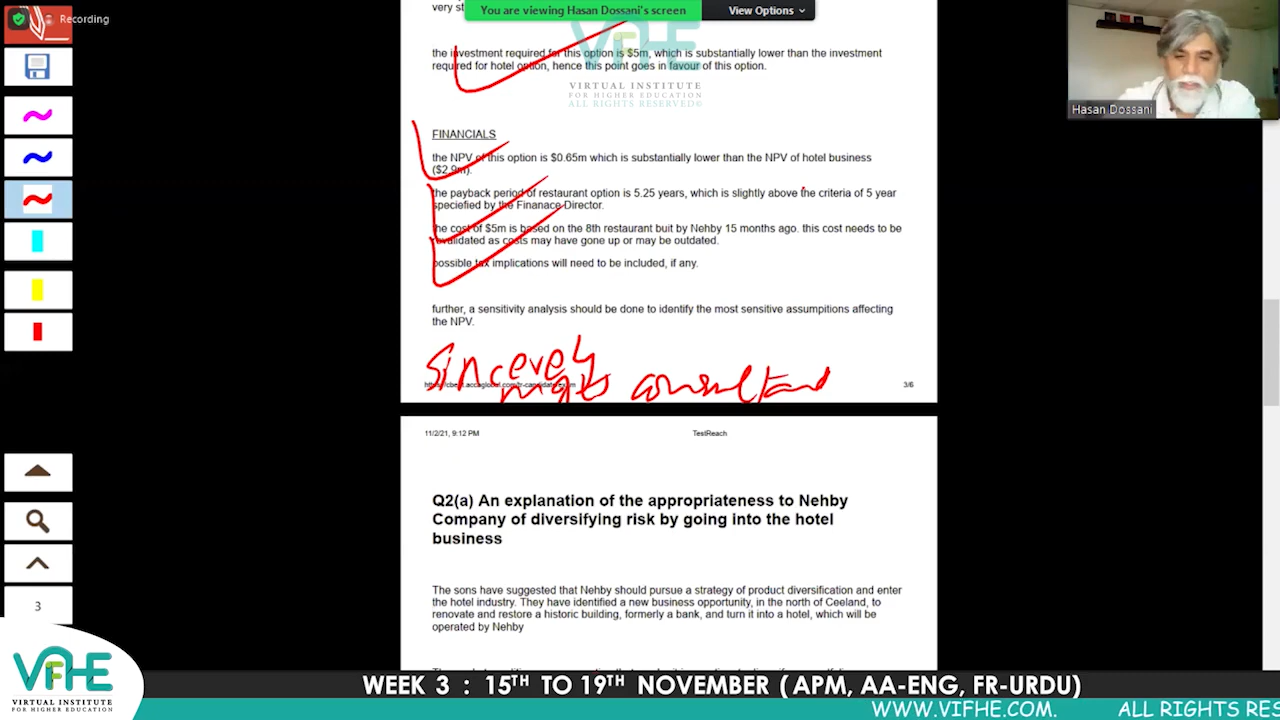 Recording
You are viewing Hasan Dossani's screen
View Options
very st
VIFHE
VIRTUAL INSTITUTE
FOR HIGHER EDUCATION
ALL RIGHTS RESERVED©
the investment required for this option is $5m, which is substantially lower than the investment
required for hotel option, hence this point goes in favour of this option.
Hasan Dossani
FINANCIALS
the NPV of this option is $0.65m which is substantially lower than the NPV of hotel business
($2.9m).
the payback period of restaurant option is 5.25 years, which is slightly above the criteria of 5 year
speciefied by the Finanace Director.
the cost of $5m is based on the 8th restaurant buit by Nehby 15 months ago. this cost needs to be
revalidated as costs may have gone up or may be outdated.
possible tax implications will need to be included, if any.
further, a sensitivity analysis should be done to identify the most sensitive assumptions affecting
the NPV.
Sincerely
consultant
3/6
11/2/21, 9:12 PM
TestReach
Q2(a) An explanation of the appropriateness to Nehby
Company of diversifying risk by going into the hotel
business
The sons have suggested that Nehby should pursue a strategy of product diversification and enter
the hotel industry. They have identified a new business opportunity, in the north of Ceeland, to
renovate and restore a historic building, formerly a bank, and turn it into a hotel, which will be
operated by Nehby
3
VIFHE
VIRTUAL INSTITUTE
FOR HIGHER EDUCATION
WEEK 3 : 15TH TO 19TH NOVEMBER (APM, AA-ENG, FR-URDU)
WWW.VIFHE.COM.
ALL RIGHTS RES